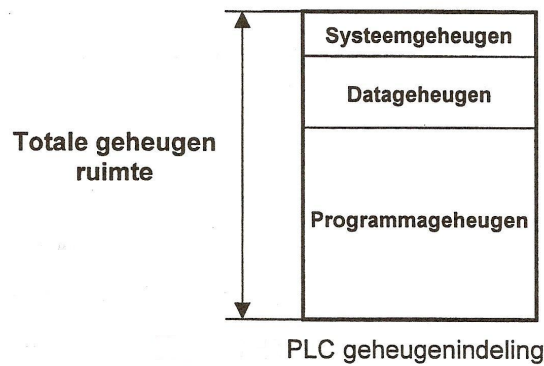 Systeemgeheugen
Datageheugen
Totale geheugen
ruimte
Programmageheugen
PLC geheugenindeling